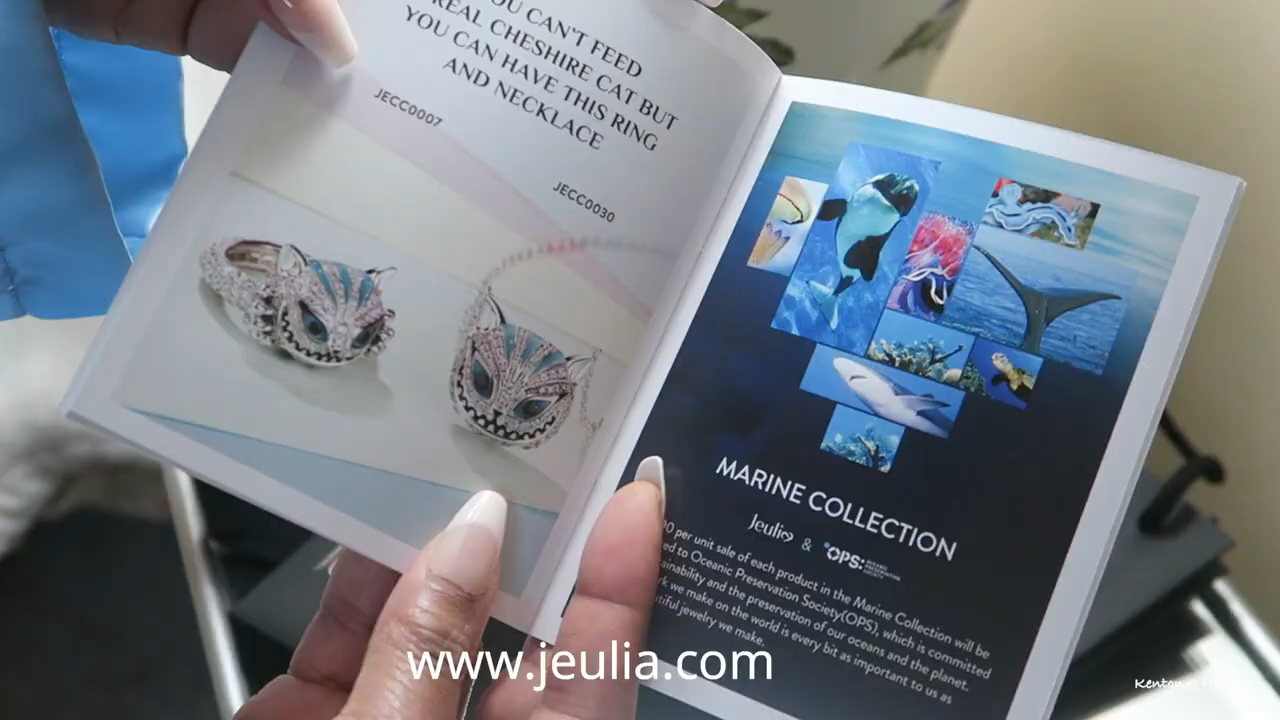 CAN'T FEED
REAL CHESHIRE CAT BUT
YOU CAN HAVE THIS RING
AND NECKLACE
JECC0007
JECC0030
MARINE COLLECTION
Jeulia & OPS:
per unit sale of each product in the Marine Collection will be
to Oceanic Preservation Society(OPS), which is committed
and the preservation of our oceans and the planet.
we make on the world is every bit as important to us as
jewelry we make.
www.jeulia.com